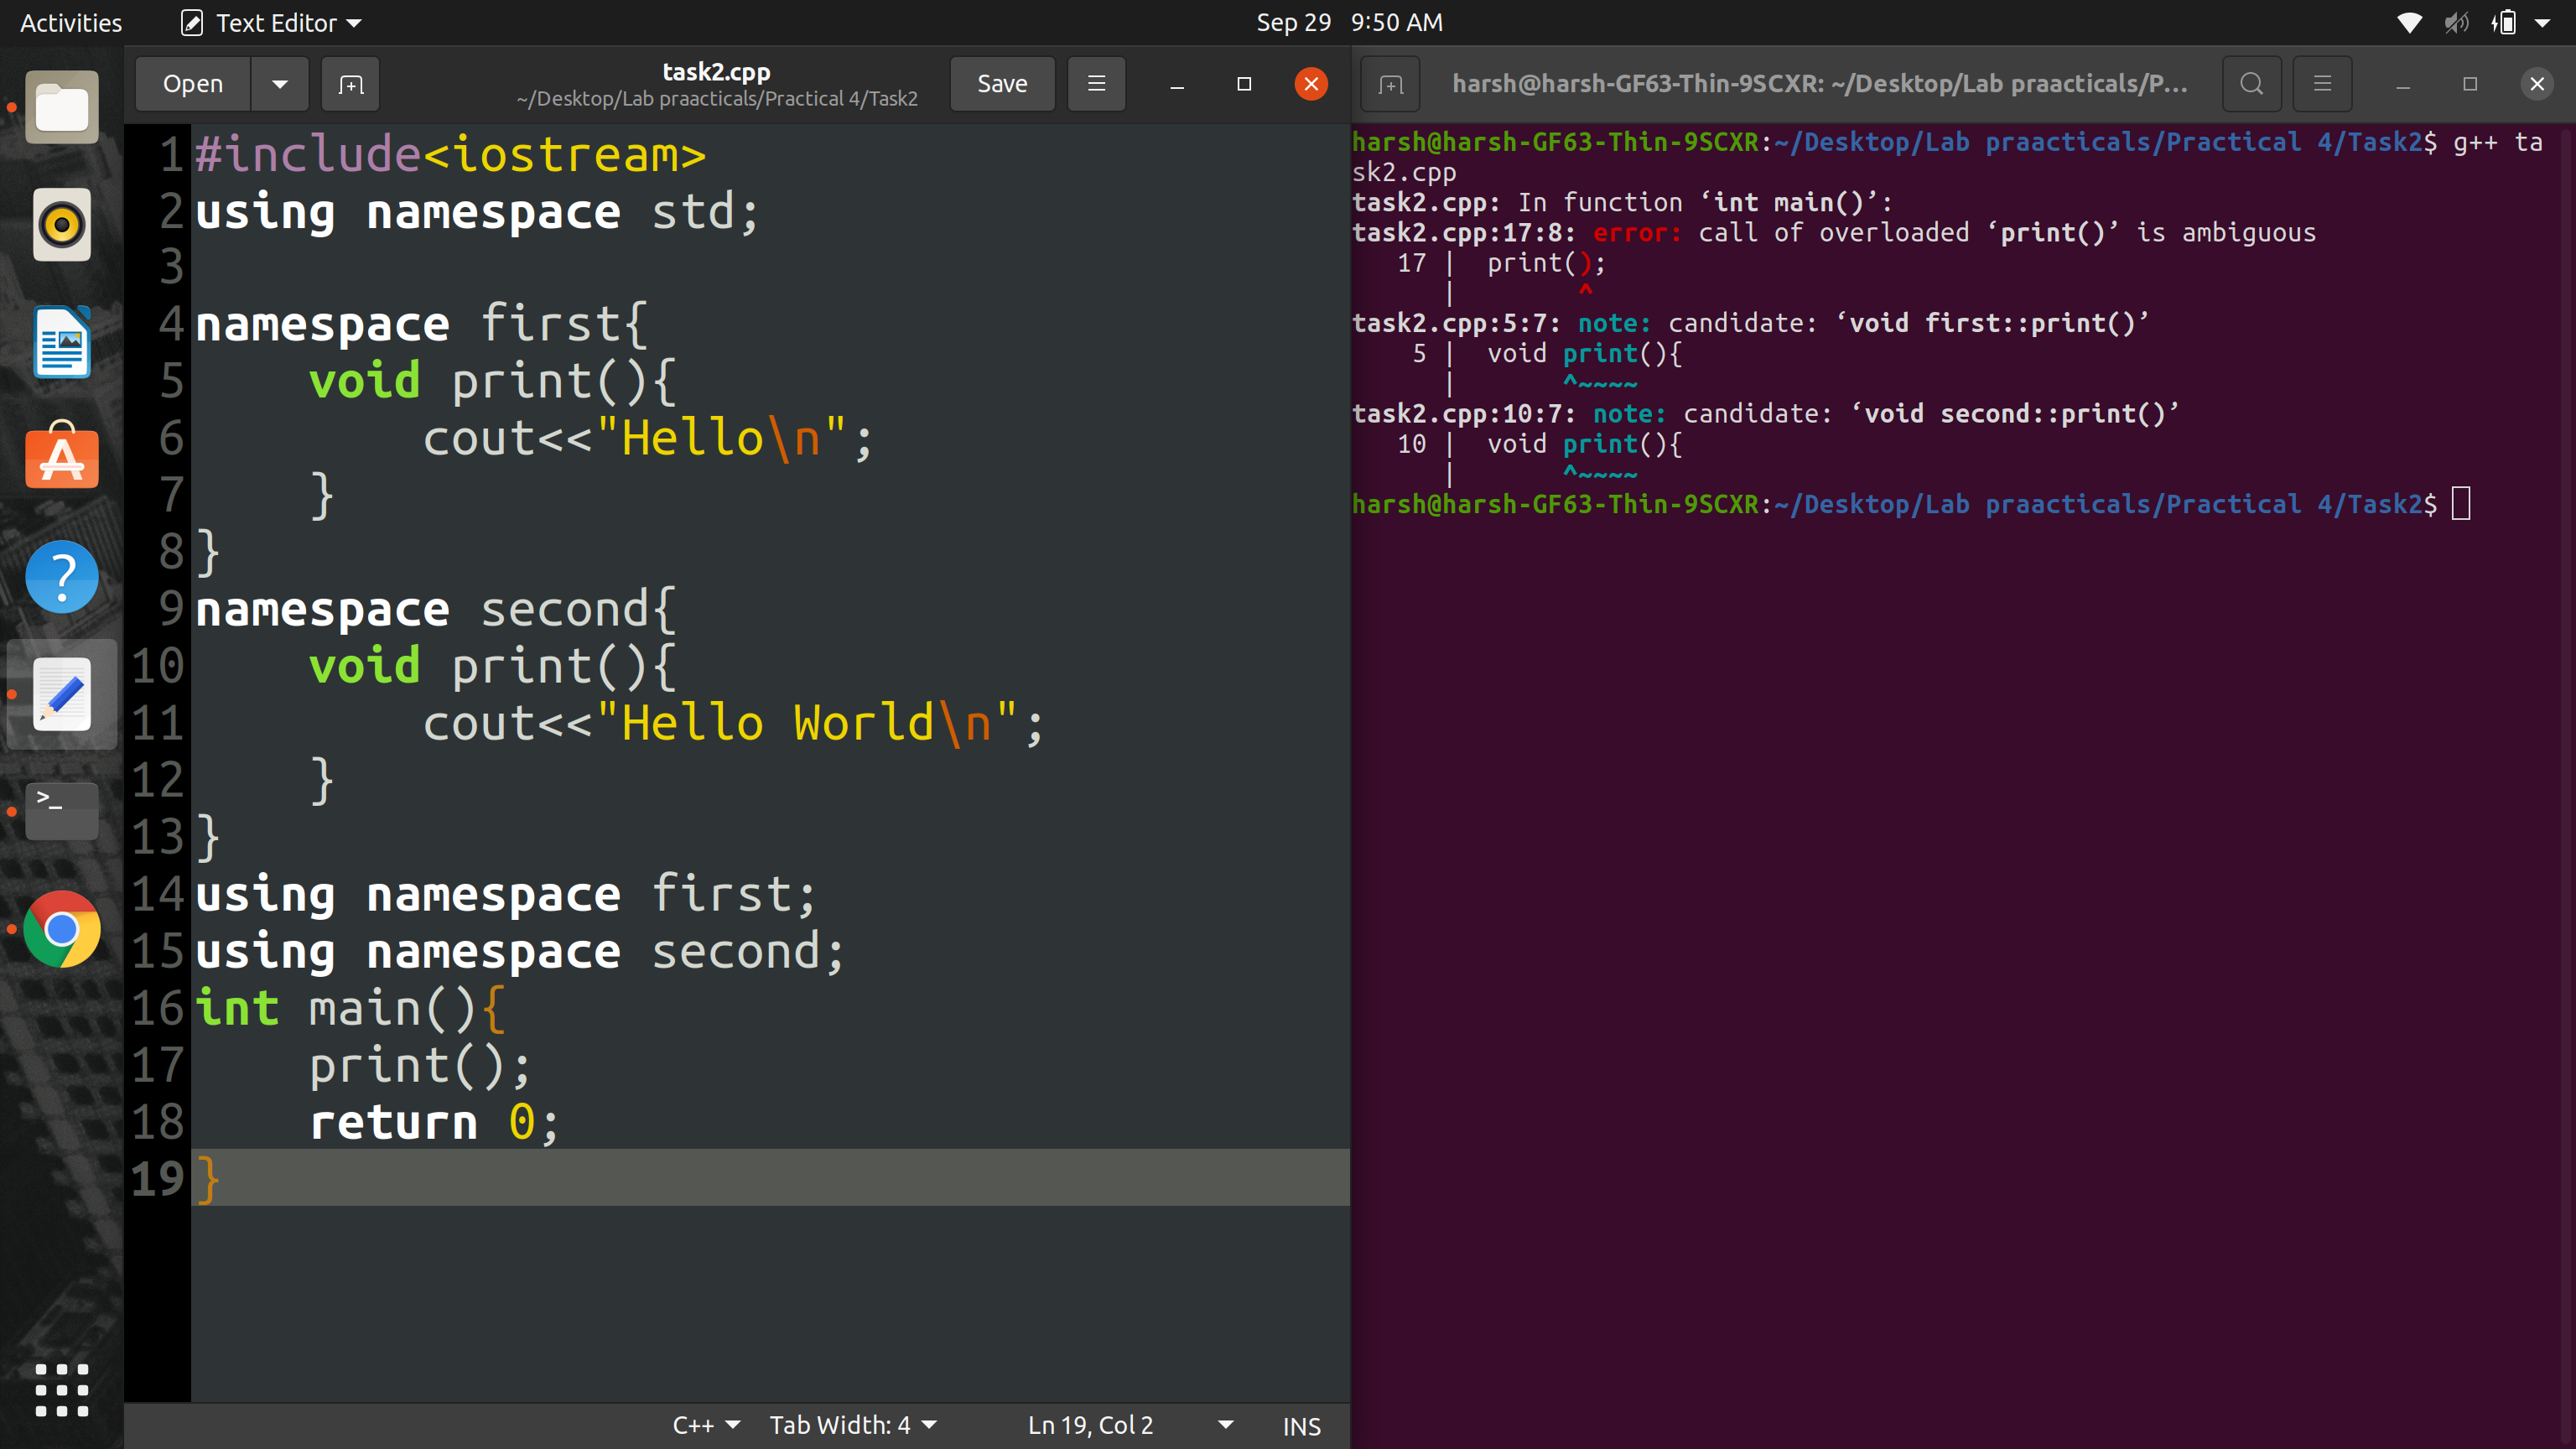 Activities
Text Editor
Sep 29 9:50 AM
Open
task2.cpp
~/Desktop/Lab praacticals/Practical 4/Task2
Save
1 #include<iostream>
2 using namespace std;
3
4 namespace first{
5 void print(){
6 cout<<"Hello\n";
7 }
8 }
9 namespace second{
10 void print(){
11 cout<<"Hello World\n";
12 }
13 }
14 using namespace first;
15 using namespace second;
16 int main(){
17 print();
18 return 0;
19 }
C++
Tab Width: 4
Ln 19, Col 2
INS
harsh@harsh-GF63-Thin-9SCXR: ~/Desktop/Lab praacticals/P...
harsh@harsh-GF63-Thin-9SCXR:~/Desktop/Lab praacticals/Practical 4/Task2$ g++ ta
sk2.cpp
task2.cpp: In function ‘int main()’:
task2.cpp:17:8: error: call of overloaded ‘print()’ is ambiguous
17 | print();
| ^
task2.cpp:5:7: note: candidate: ‘void first::print()’
5 | void print(){
| ^~~~~
task2.cpp:10:7: note: candidate: ‘void second::print()’
10 | void print(){
| ^~~~~
harsh@harsh-GF63-Thin-9SCXR:~/Desktop/Lab praacticals/Practical 4/Task2$